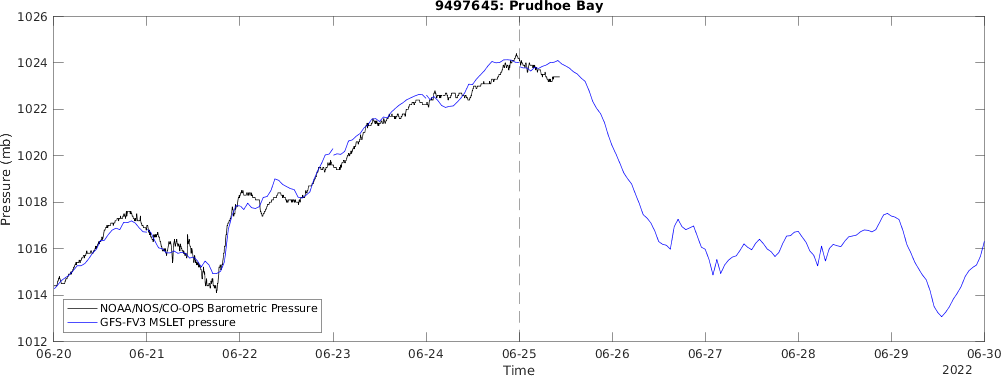 9497645: Prudhoe Bay
1026
1024
1022
1020
1018
1016
1014
1012
Pressure (mb)
NOAA/NOS/CO-OPS Barometric Pressure
GFS-FV3 MSLET pressure
06-20 06-21 06-22 06-23 06-24 06-25 06-26 06-27 06-28 06-29 06-30
Time
2022